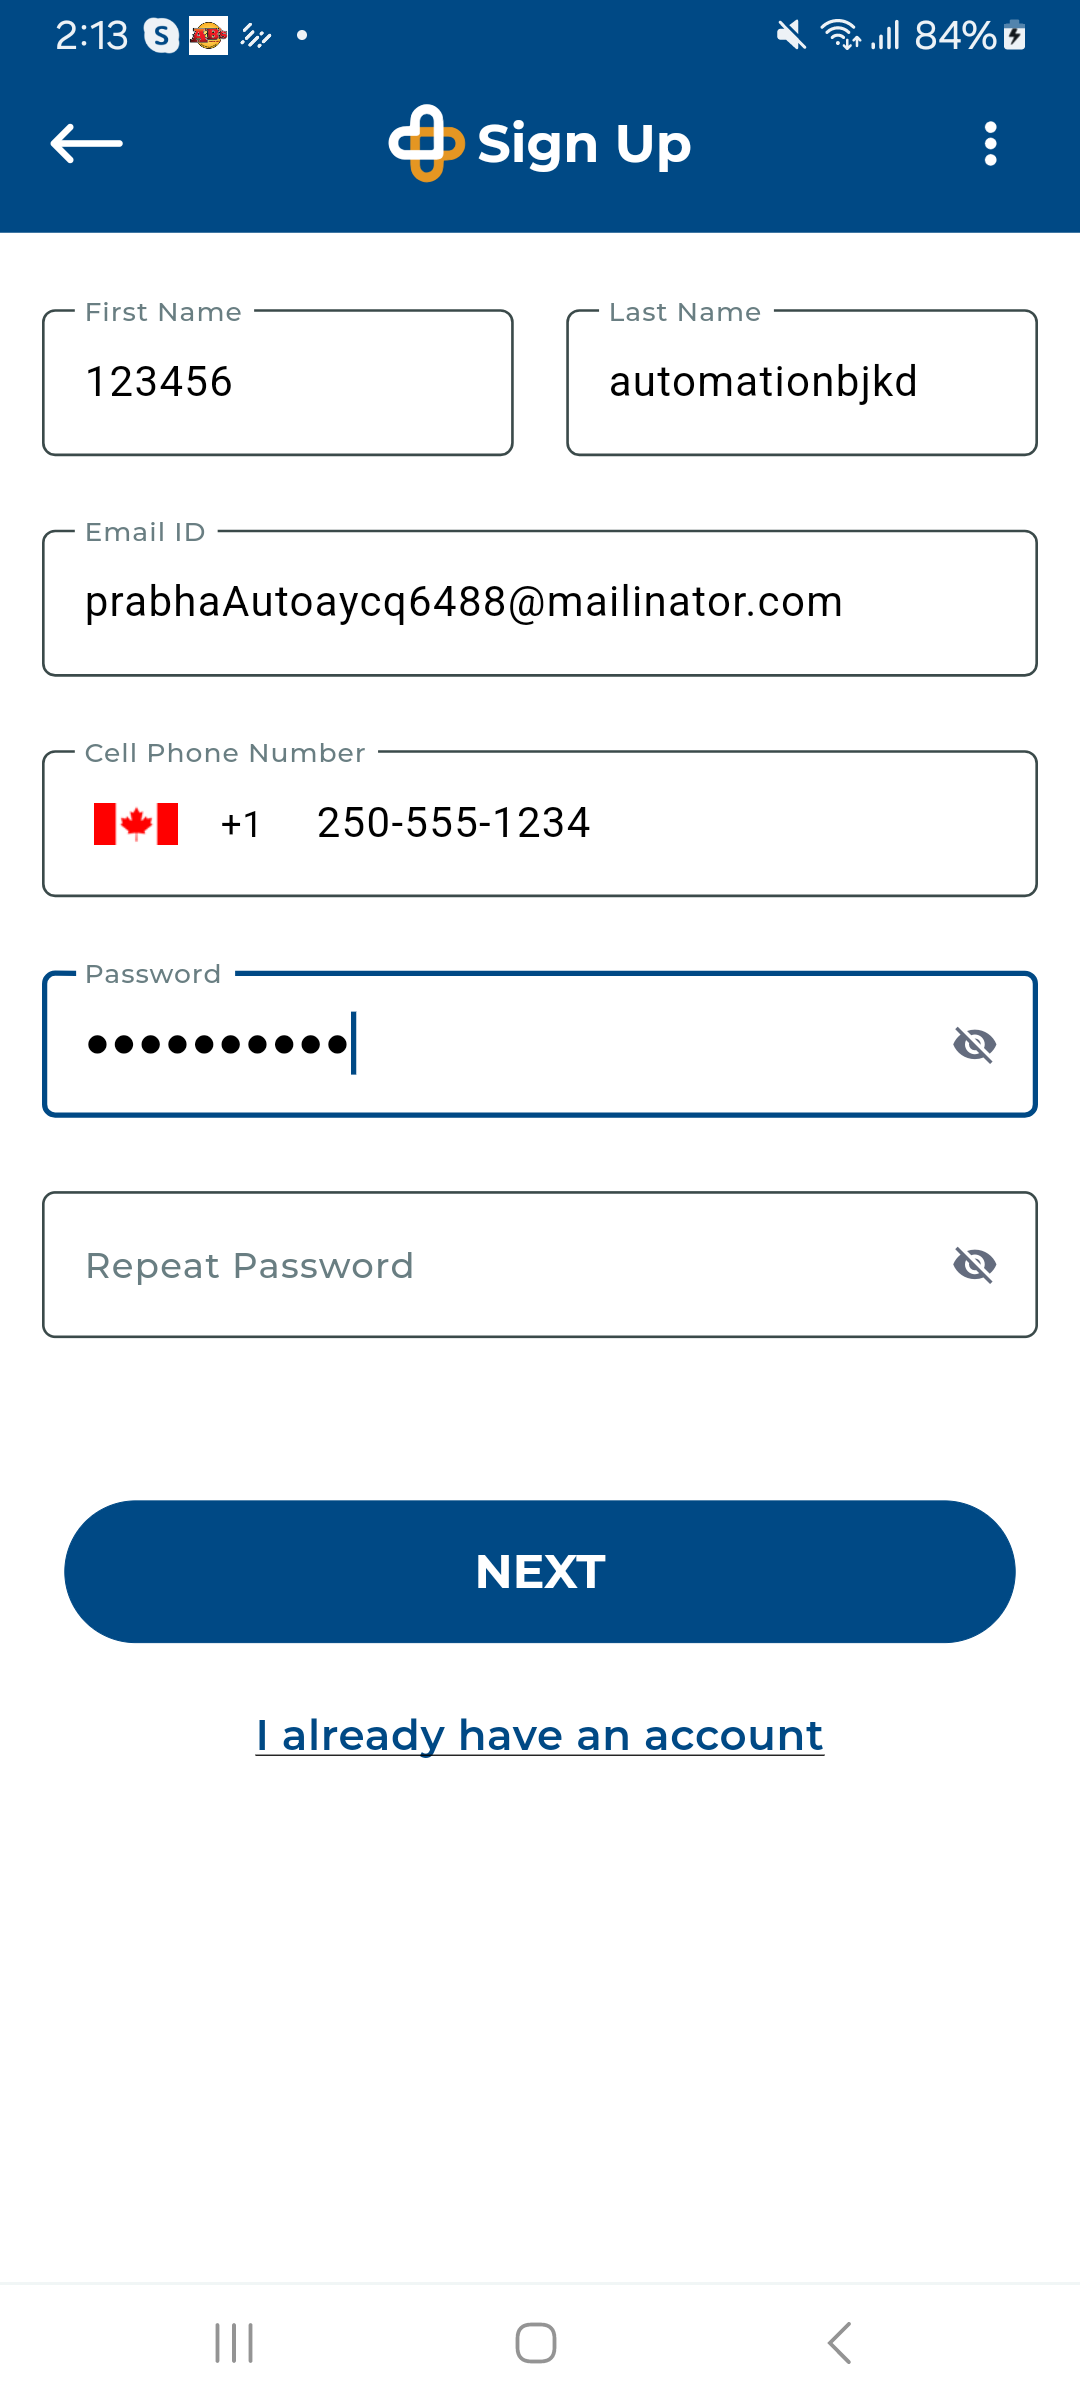 2:13 S ABs 84%
Sign Up
First Name Last Name
123456 automationbjkd
Email ID
prabhaAutoaycq6488@mailinator.com
Cell Phone Number
+1 250-555-1234
Password
••••••••••
Repeat Password
NEXT
I already have an account